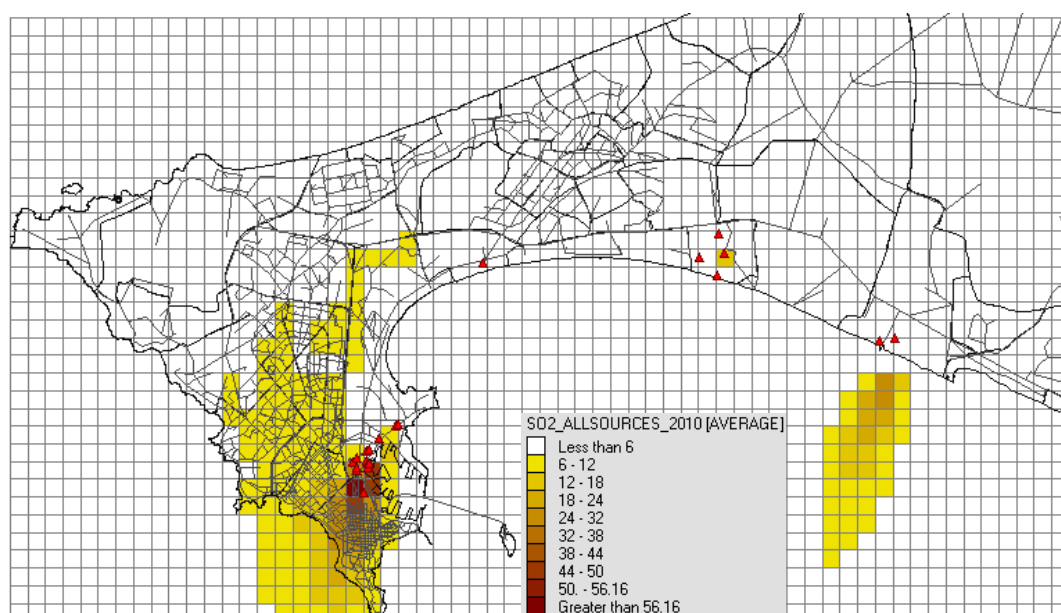 SO2_ALLSOURCES_2010 [AVERAGE]
Less than 6
6 - 12
12 - 18
18 - 24
24 - 32
32 - 38
38 - 44
44 - 50
50. - 56.16
Greater than 56.16